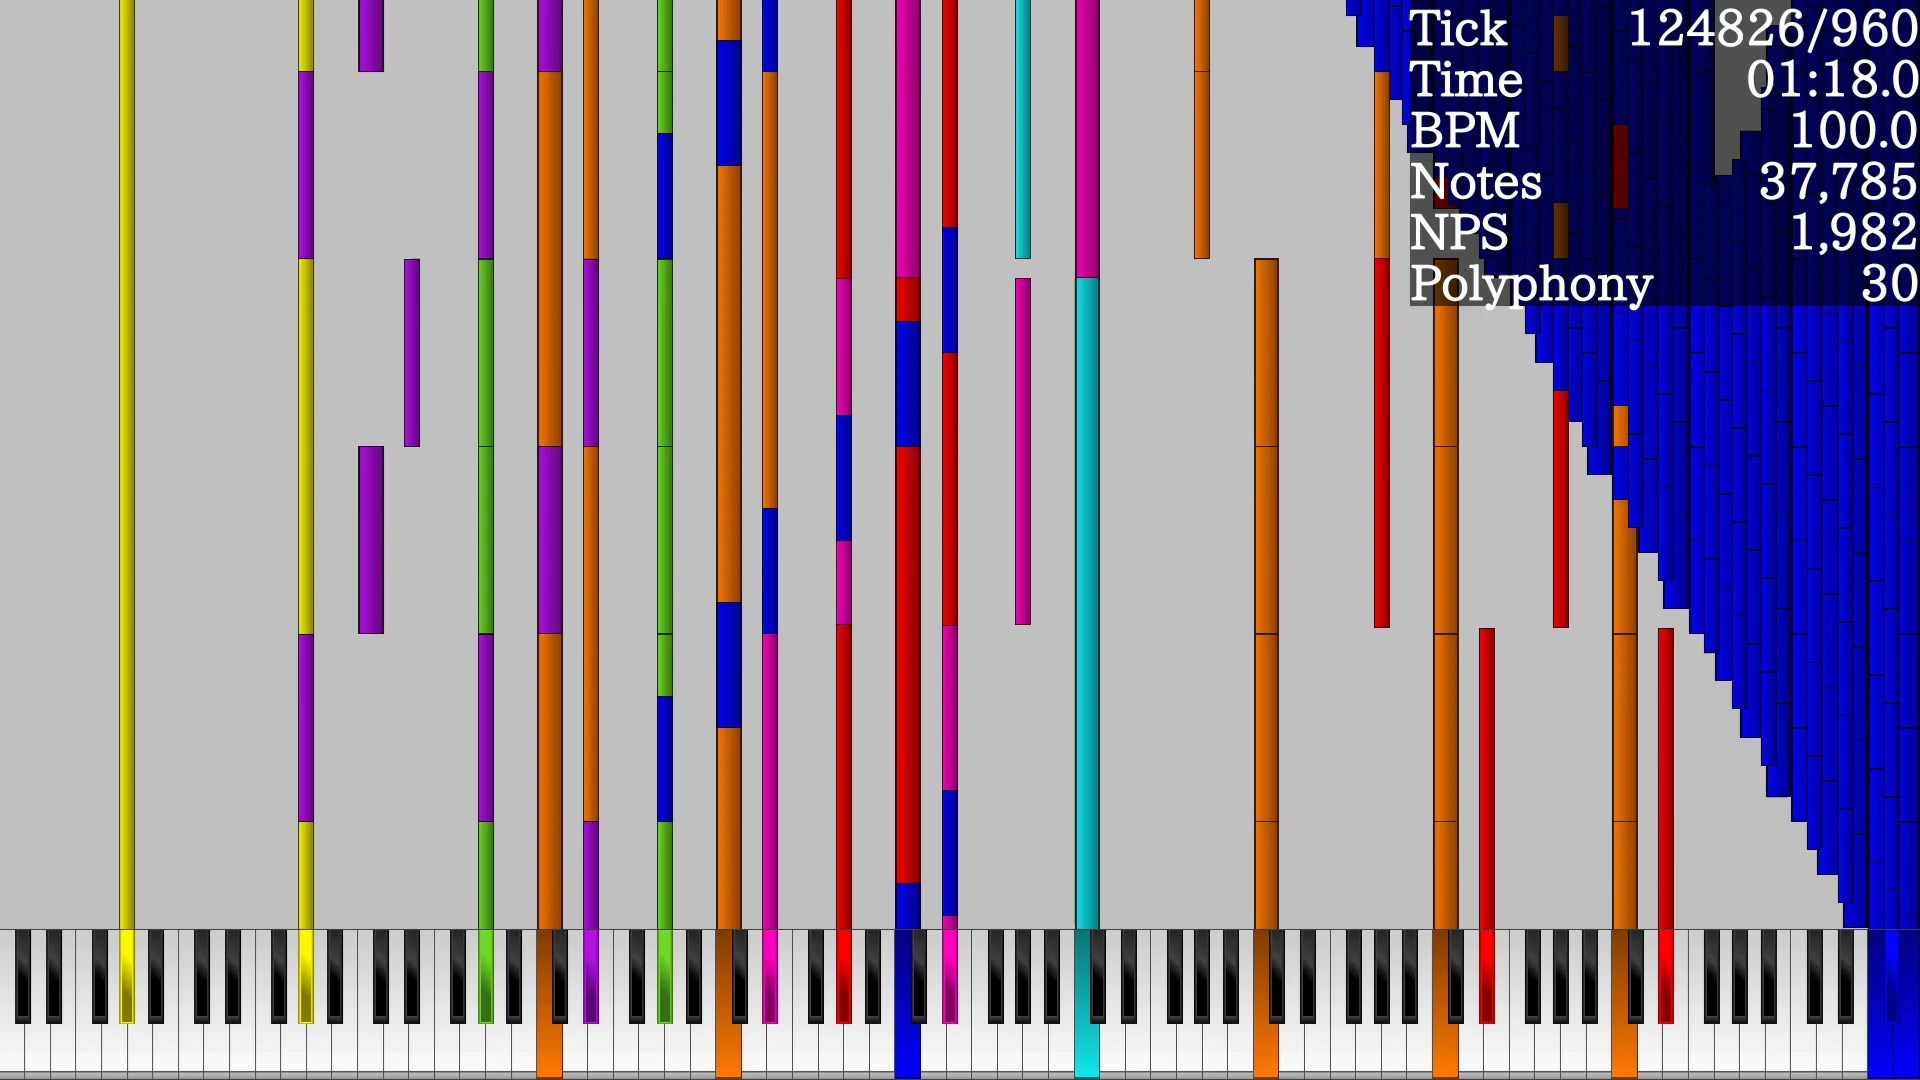 Tick 124826/960
Time 01:18.0
BPM 100.0
Notes 37,785
NPS 1,982
Polyphony 30